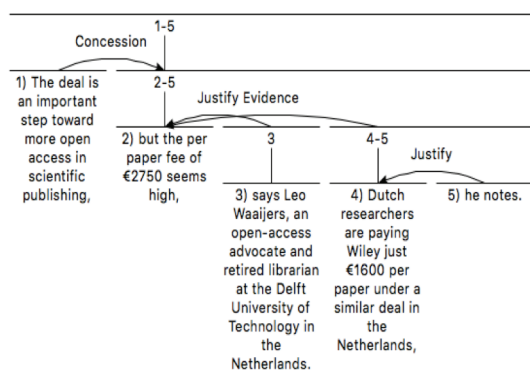 1-5
Concession
1) The deal is
an important
step toward
more open
access in
scientific
publishing,
2-5
Justify Evidence
2) but the per
paper fee of
€2750 seems
high,
3
3) says Leo
Waaijers, an
open-access
advocate and
retired librarian
at the Delft
University of
Technology in
the
Netherlands.
4-5
Justify
4) Dutch
researchers
are paying
Wiley just
€1600 per
paper under a
similar deal in
the
Netherlands,
5) he notes.